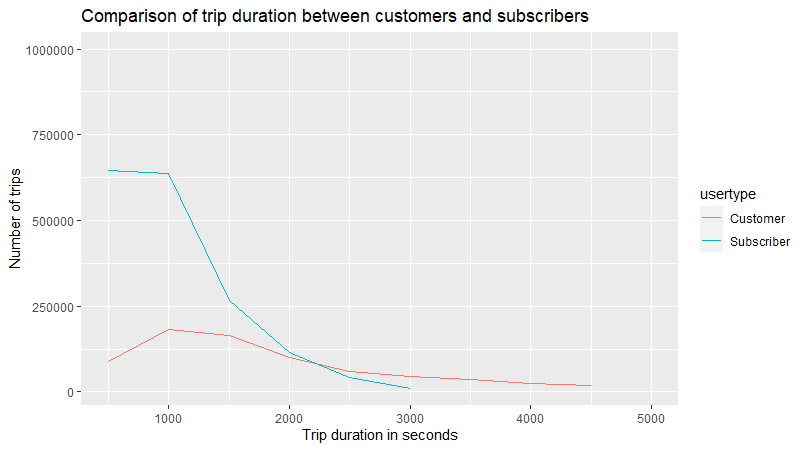 Comparison of trip duration between customers and subscribers
1000000
750000
500000
250000
0
Number of trips
1000 2000 3000 4000 5000
Trip duration in seconds
usertype
Customer
Subscriber